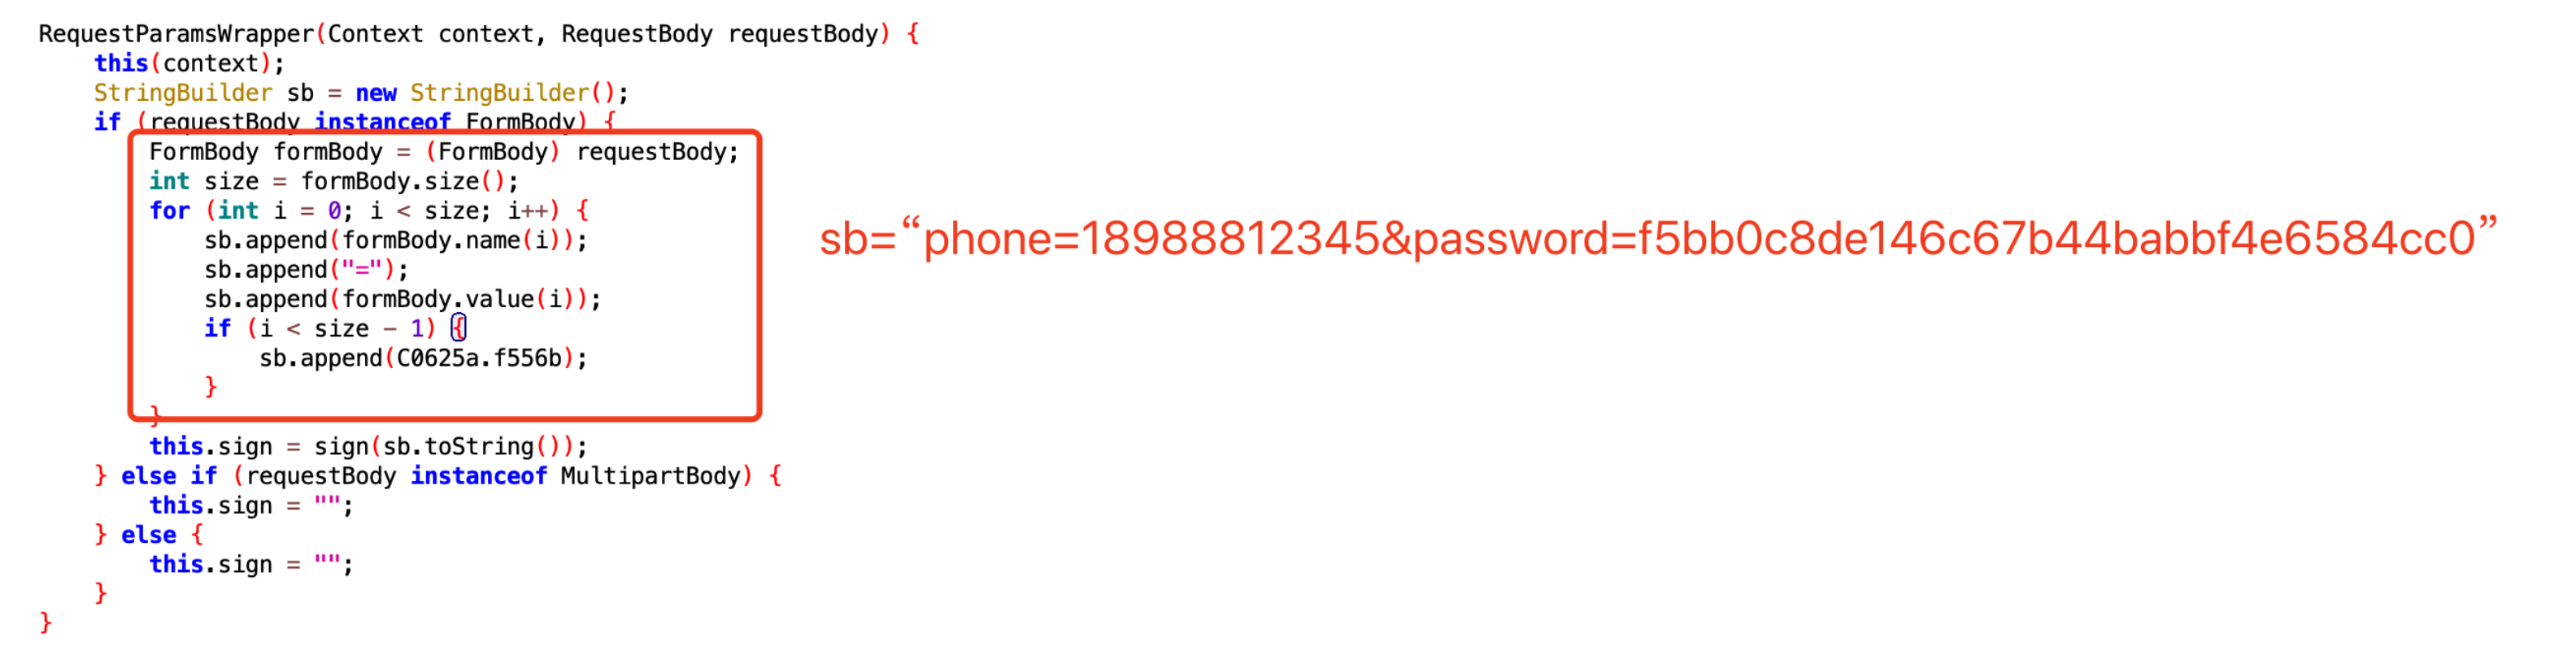 RequestParamsWrapper(Context context, RequestBody requestBody) {
    this(context);
    StringBuilder sb = new StringBuilder();
    if (requestBody instanceof FormBody) {
        FormBody formBody = (FormBody) requestBody;
        int size = formBody.size();
        for (int i = 0; i < size; i++) {
            sb.append(formBody.name(i));
            sb.append("=");
            sb.append(formBody.value(i));
            if (i < size - 1) {
                sb.append(C0625a.f556b);
            }
        }
        this.sign = sign(sb.toString());
    } else if (requestBody instanceof MultipartBody) {
        this.sign = "";
    } else {
        this.sign = "";
    }
}
sb=“phone=18988812345&password=f5bb0c8de146c67b44babbf4e6584cc0”